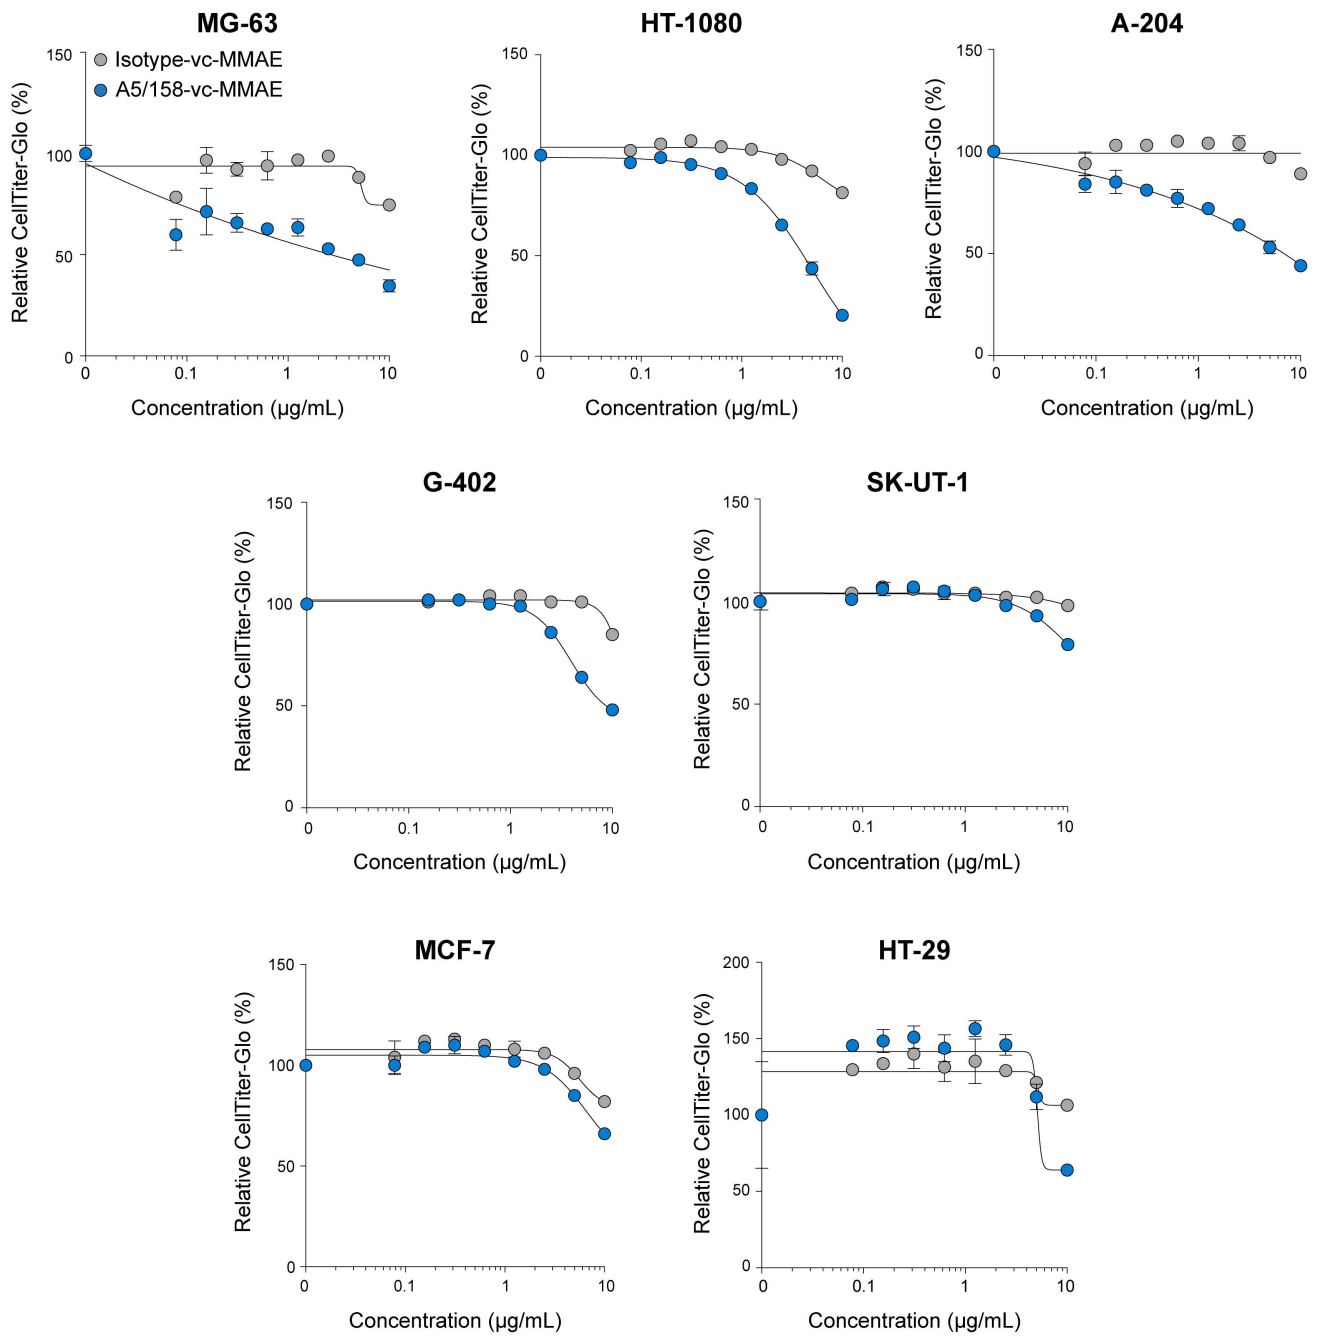 MG-63
HT-1080
A-204
Isotype-vc-MMAE
A5/158-vc-MMAE
Relative CellTiter-Glo (%)
150
100
50
0
0
0.1
1
10
Concentration (µg/mL)
Relative CellTiter-Glo (%)
150
100
50
0
0
0.1
1
10
Concentration (µg/mL)
Relative CellTiter-Glo (%)
150
100
50
0
0
0.1
1
10
Concentration (µg/mL)
G-402
Relative CellTiter-Glo (%)
150
100
50
0
0
0.1
1
10
Concentration (µg/mL)
SK-UT-1
Relative CellTiter-Glo (%)
150
100
50
0
0
0.1
1
10
Concentration (µg/mL)
MCF-7
Relative CellTiter-Glo (%)
150
100
50
0
0
0.1
1
10
Concentration (µg/mL)
HT-29
Relative CellTiter-Glo (%)
200
150
100
50
0
0
0.1
1
10
Concentration (µg/mL)